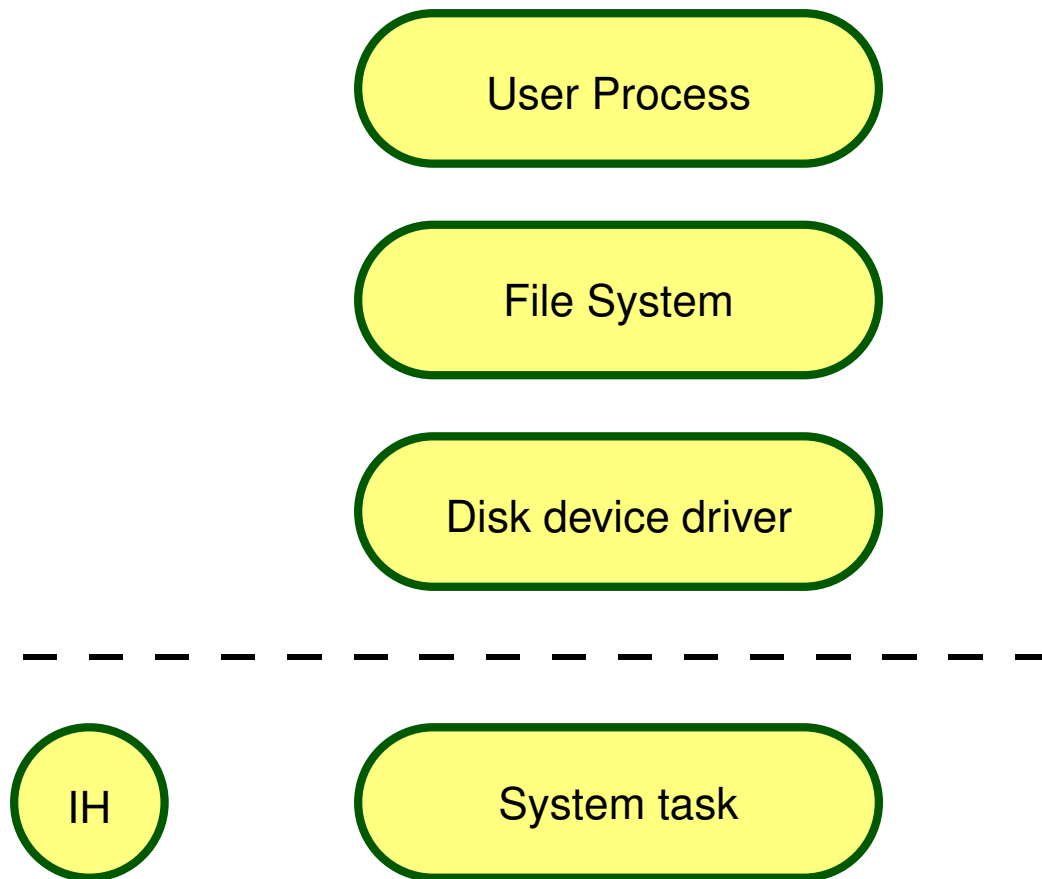 User Process
File System
Disk device driver
IH
System task